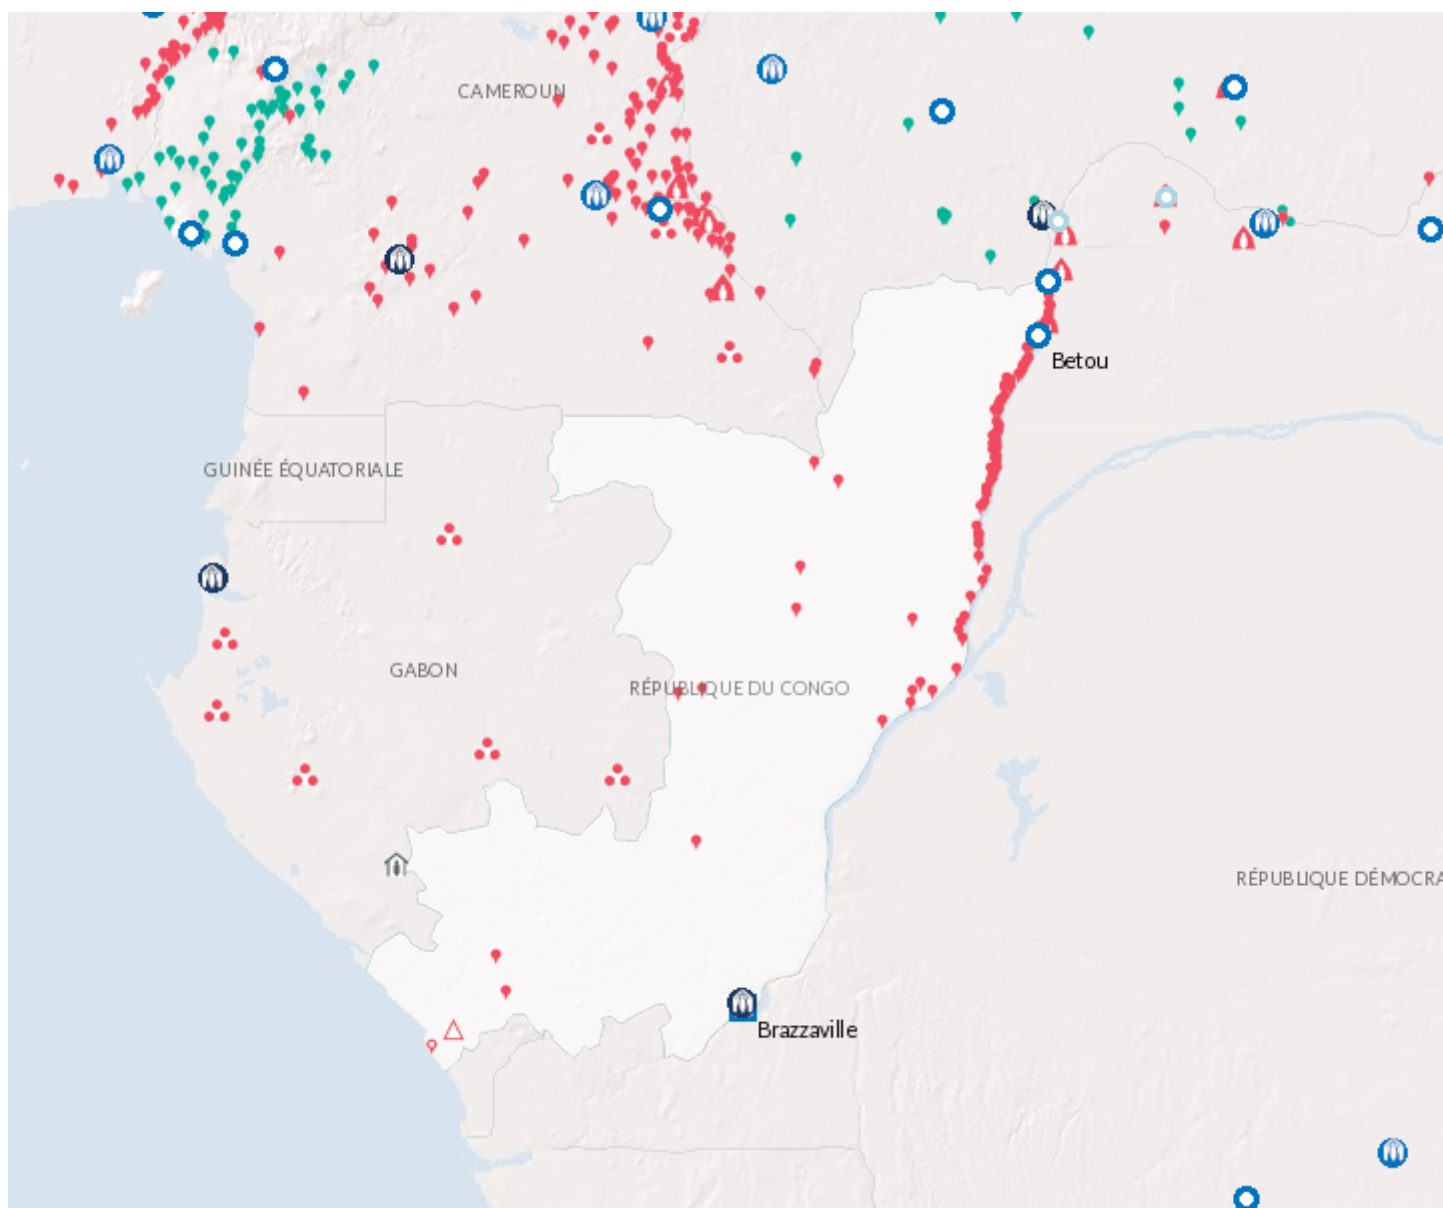 CAMEROUN
Betou
GUINÉE ÉQUATORIALE
GABON
RÉPUBLIQUE DU CONGO
RÉPUBLIQUE DÉMOCRA
Brazzaville